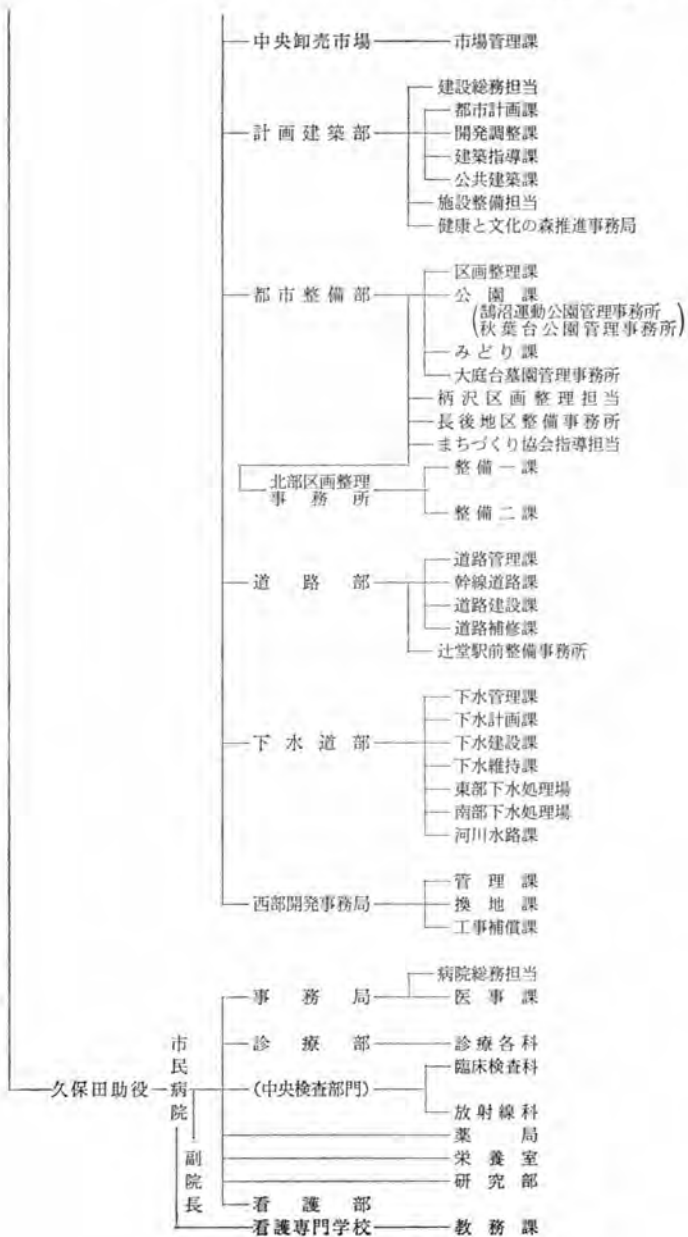 中央卸売市場 市場管理課
建設総務担当
都市計画課
計画建築部 開発調整課
建築指導課
公共建築課
施設整備担当
健康と文化の森推進事務局
区画整理課
都市整備部 公園課
(鵠沼運動公園管理事務所
秋葉台公園管理事務所)
みどり課
大庭台墓園管理事務所
柄沢区画整理担当
長後地区整備事務所
まちづくり協会指導担当
北部区画整理
事務所
整備一課
整備二課
道路管理課
道路部 幹線道路課
道路建設課
道路補修課
辻堂駅前整備事務所
下水管理課
下水計画課
下水道部 下水建設課
下水維持課
東部下水処理場
南部下水処理場
河川水路課
管理課
西部開発事務局 換地課
工事補償課
病院総務担当
事務局 医事課
診療部 診療各科
臨床検査科
久保田助役 市民病院 副院長 (中央検査部門)
放射線科
薬局
栄養室
研究部
看護部
看護専門学校 教務課